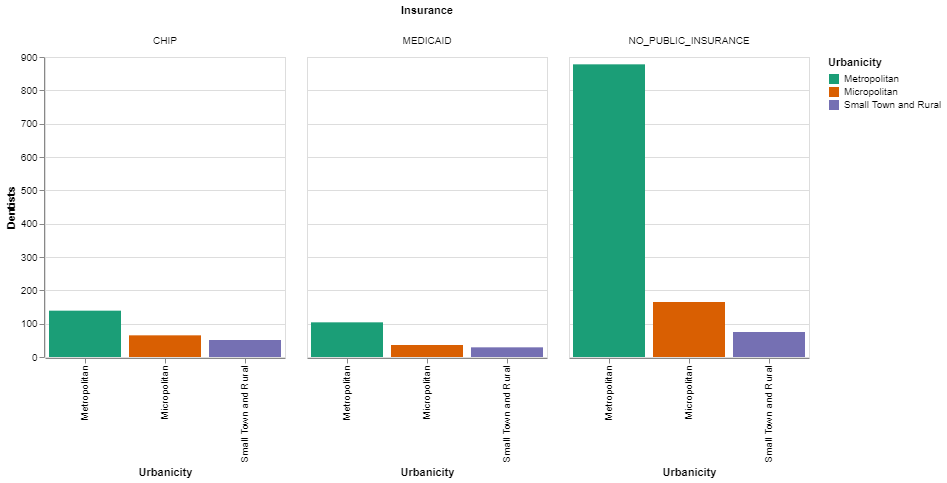 Insurance
CHIP
MEDICAID
NO_PUBLIC_INSURANCE
Dentists
900
800
700
600
500
400
300
200
100
0
Metropolitan
Micropolitan
Small Town and Rural
Metropolitan
Micropolitan
Small Town and Rural
Metropolitan
Micropolitan
Small Town and Rural
Urbanicity
Urbanicity
Urbanicity
Urbanicity
Metropolitan
Micropolitan
Small Town and Rural